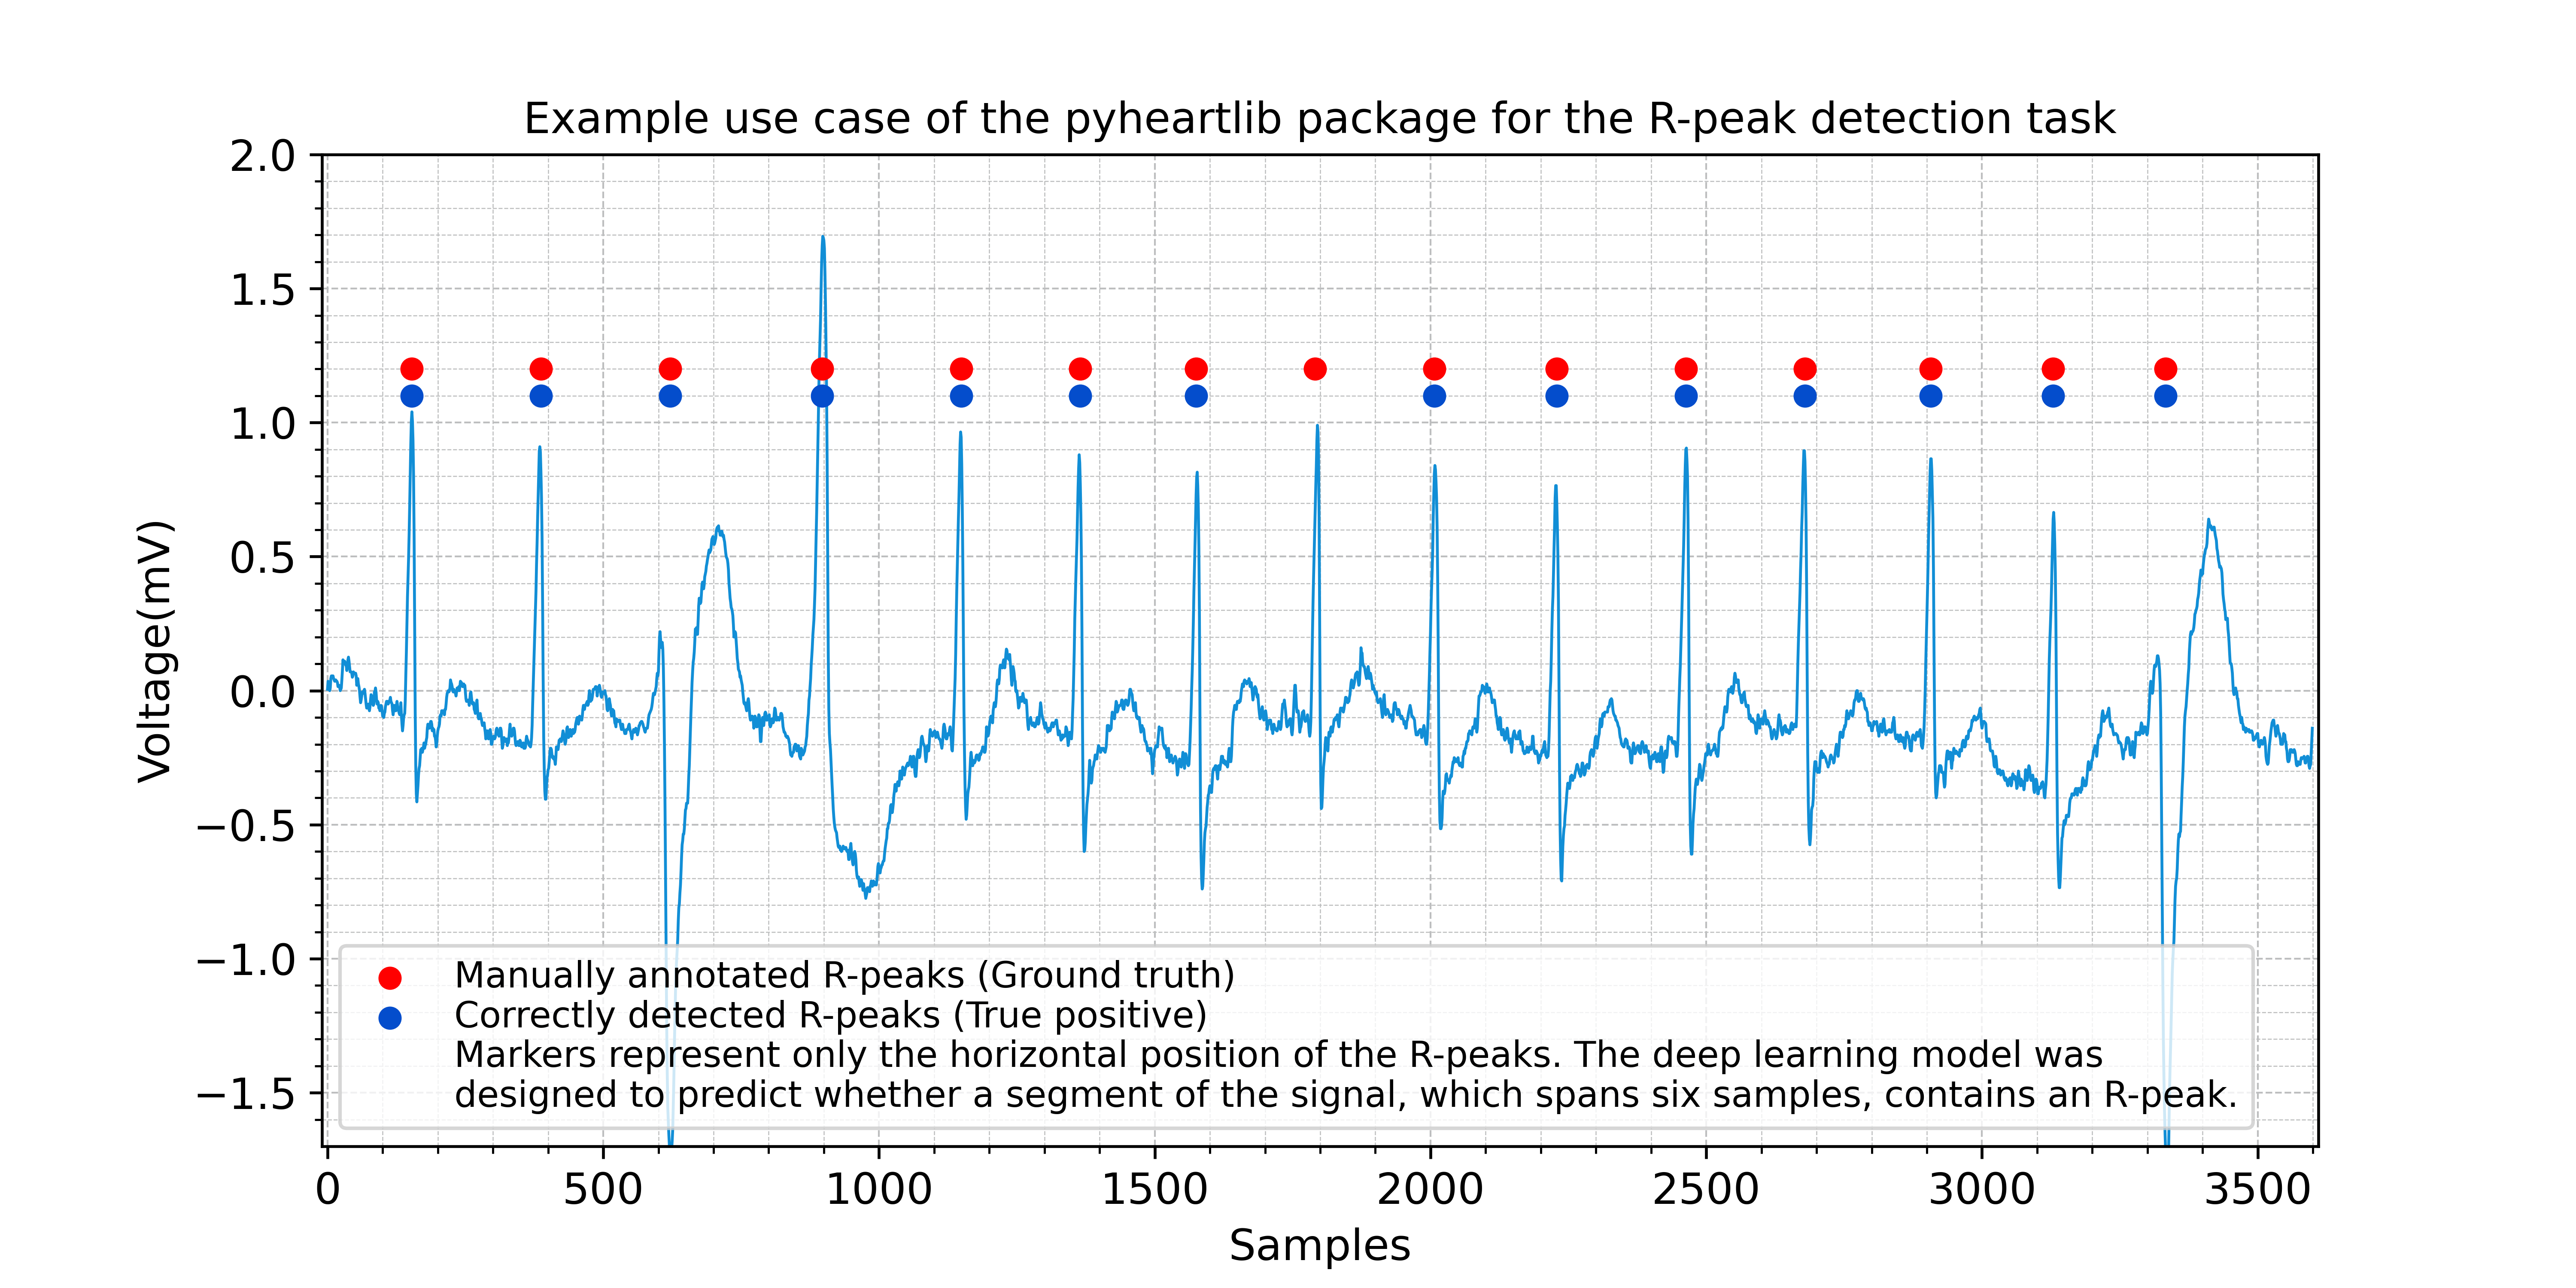 Example use case of the pyheartlib package for the R-peak detection task
2.0
1.5
1.0
0.5
0.0
−0.5
−1.0
−1.5
Voltage(mV)
Manually annotated R-peaks (Ground truth)
Correctly detected R-peaks (True positive)
Markers represent only the horizontal position of the R-peaks. The deep learning model was
designed to predict whether a segment of the signal, which spans six samples, contains an R-peak.
0 500 1000 1500 2000 2500 3000 3500
Samples